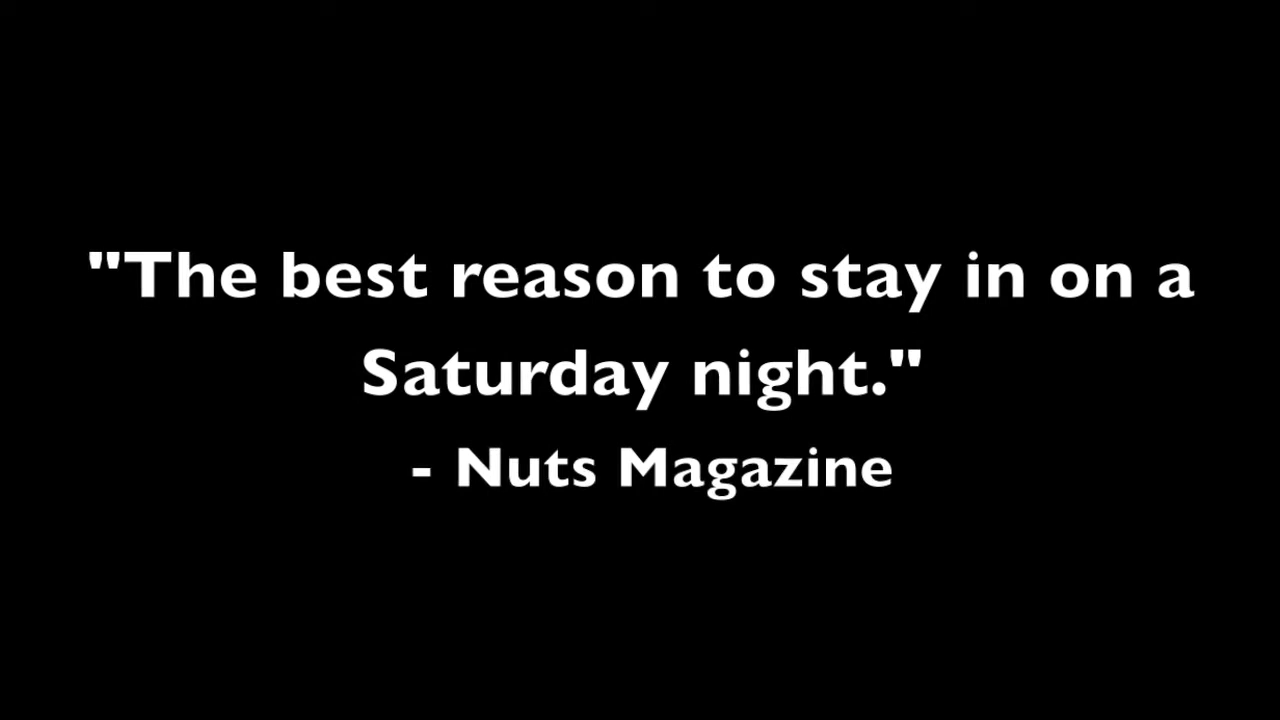 "The best reason to stay in on a
Saturday night."
- Nuts Magazine